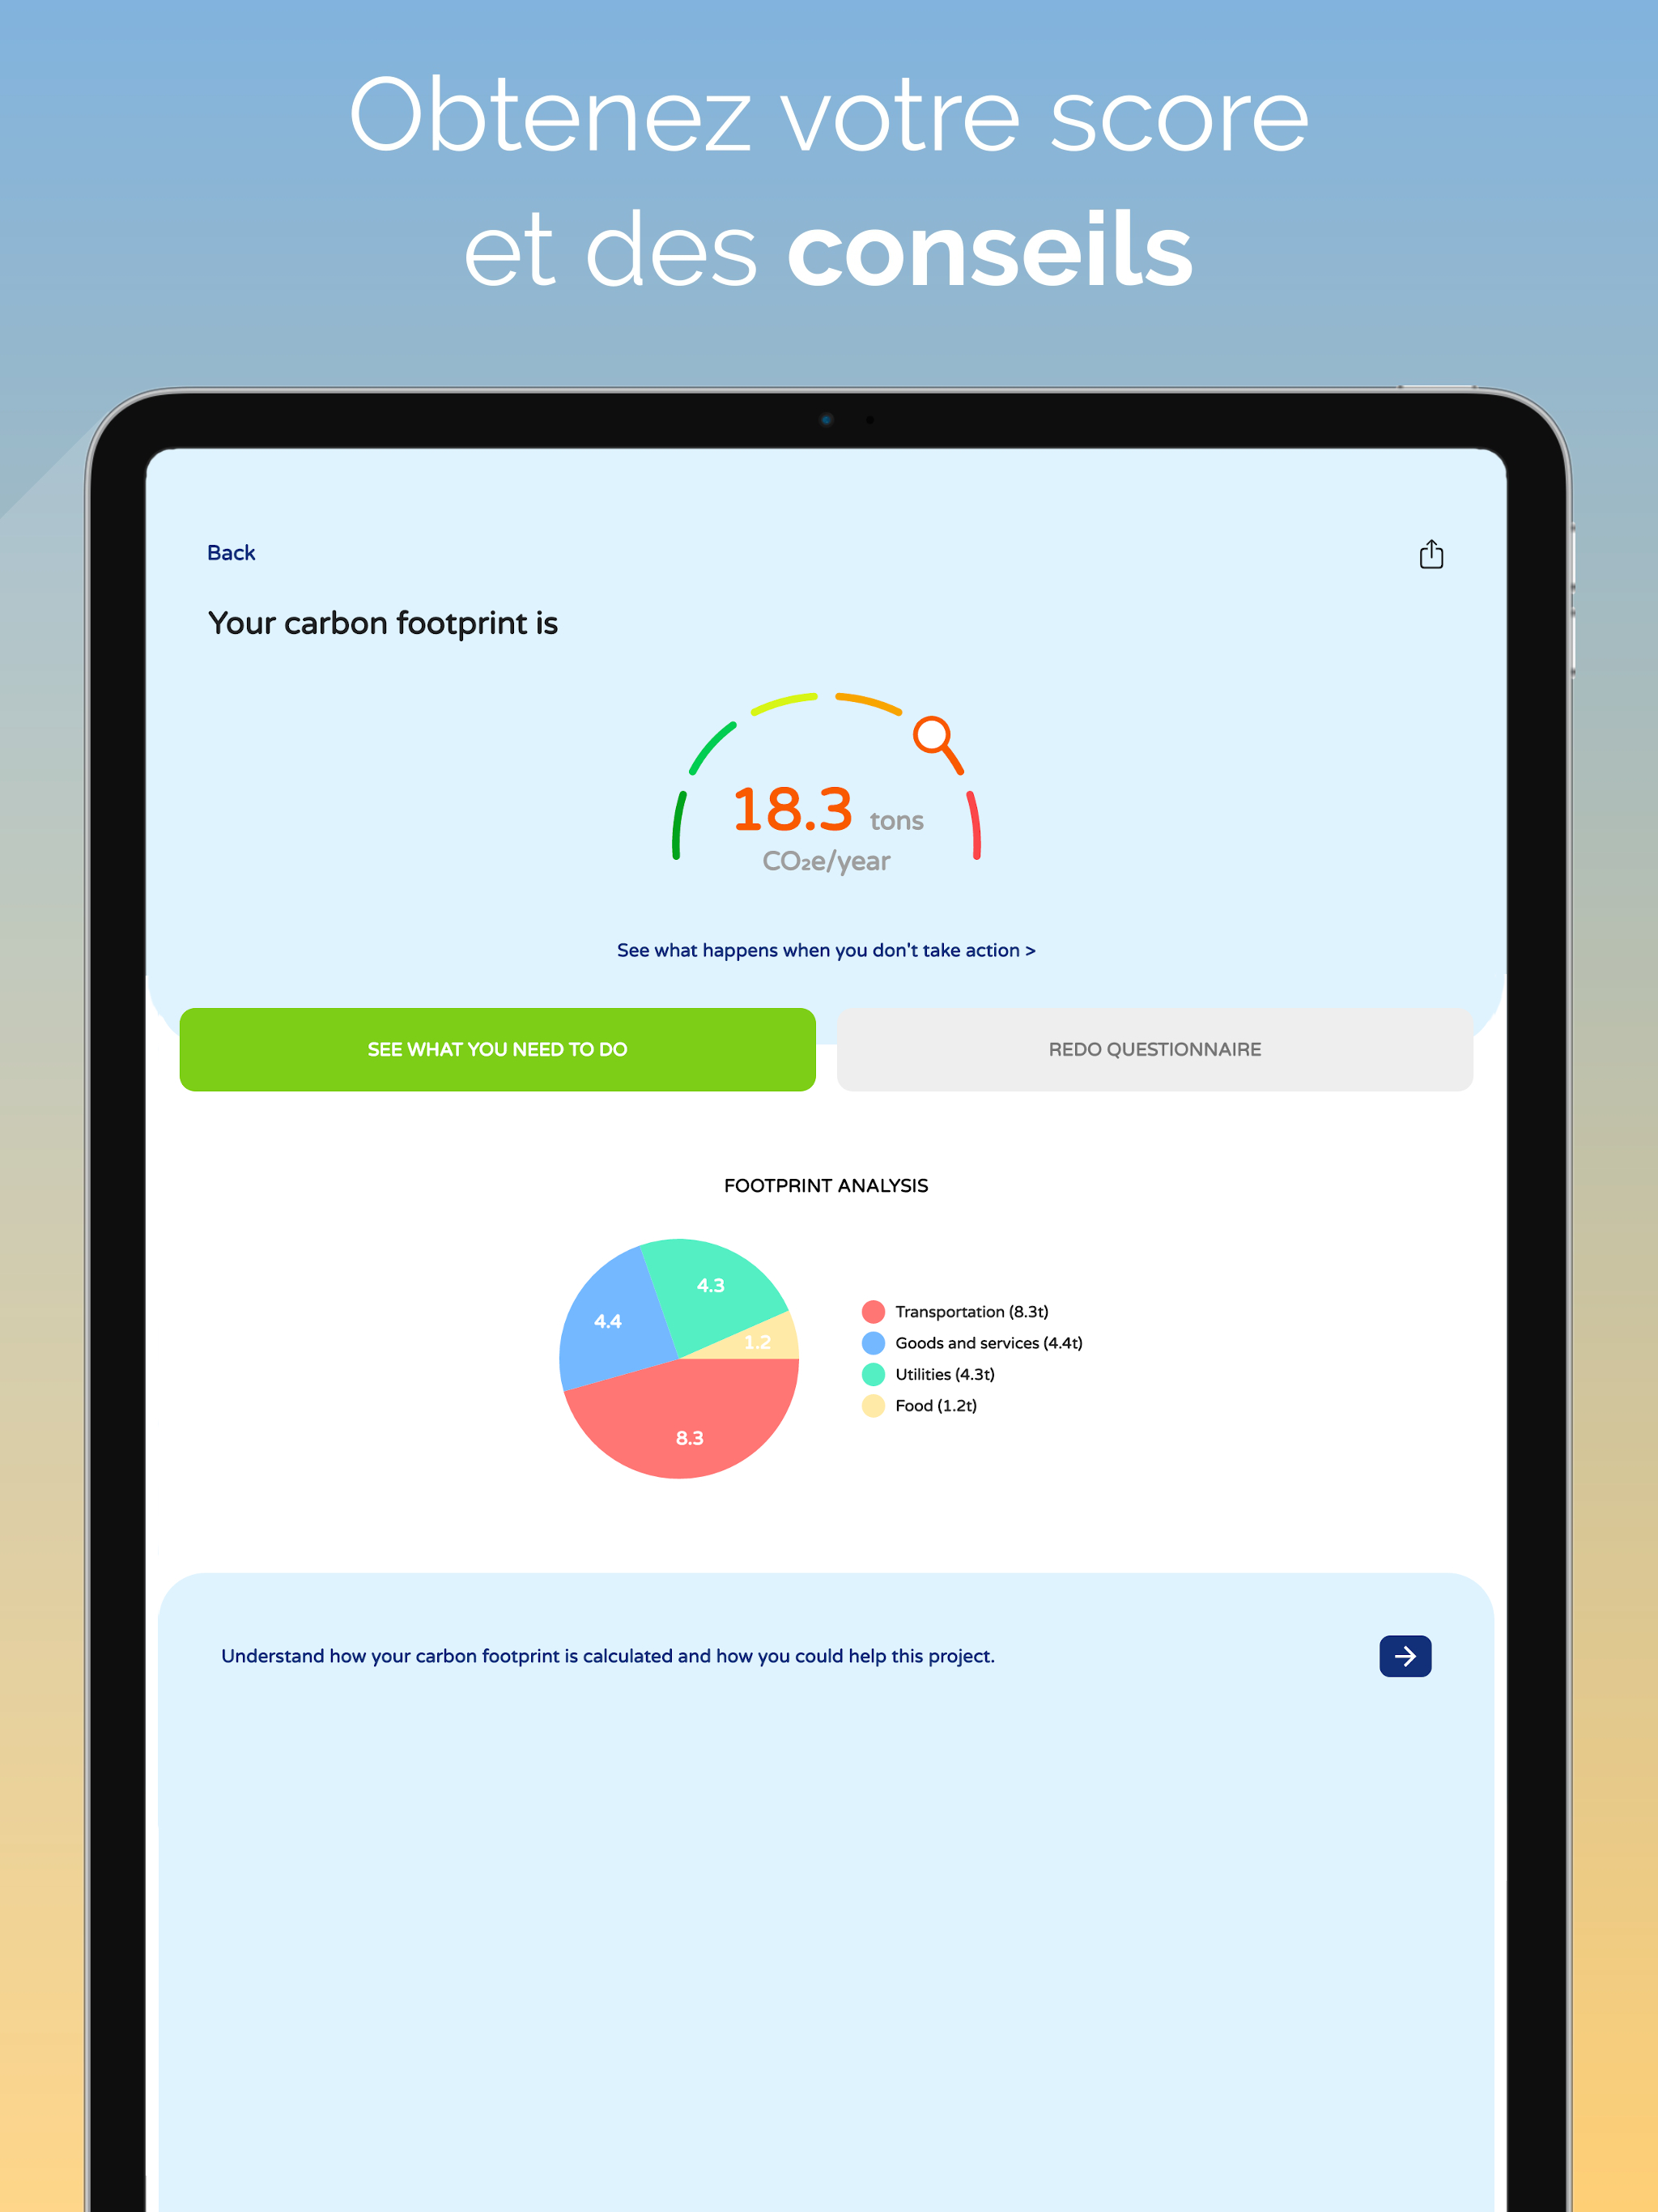 Obtenez votre score
et des conseils
Back
Your carbon footprint is
18.3 tons
CO₂e/year
See what happens when you don't take action >
SEE WHAT YOU NEED TO DO
REDO QUESTIONNAIRE
FOOTPRINT ANALYSIS
4.3
4.4
1.2
8.3
Transportation (8.3t)
Goods and services (4.4t)
Utilities (4.3t)
Food (1.2t)
Understand how your carbon footprint is calculated and how you could help this project.